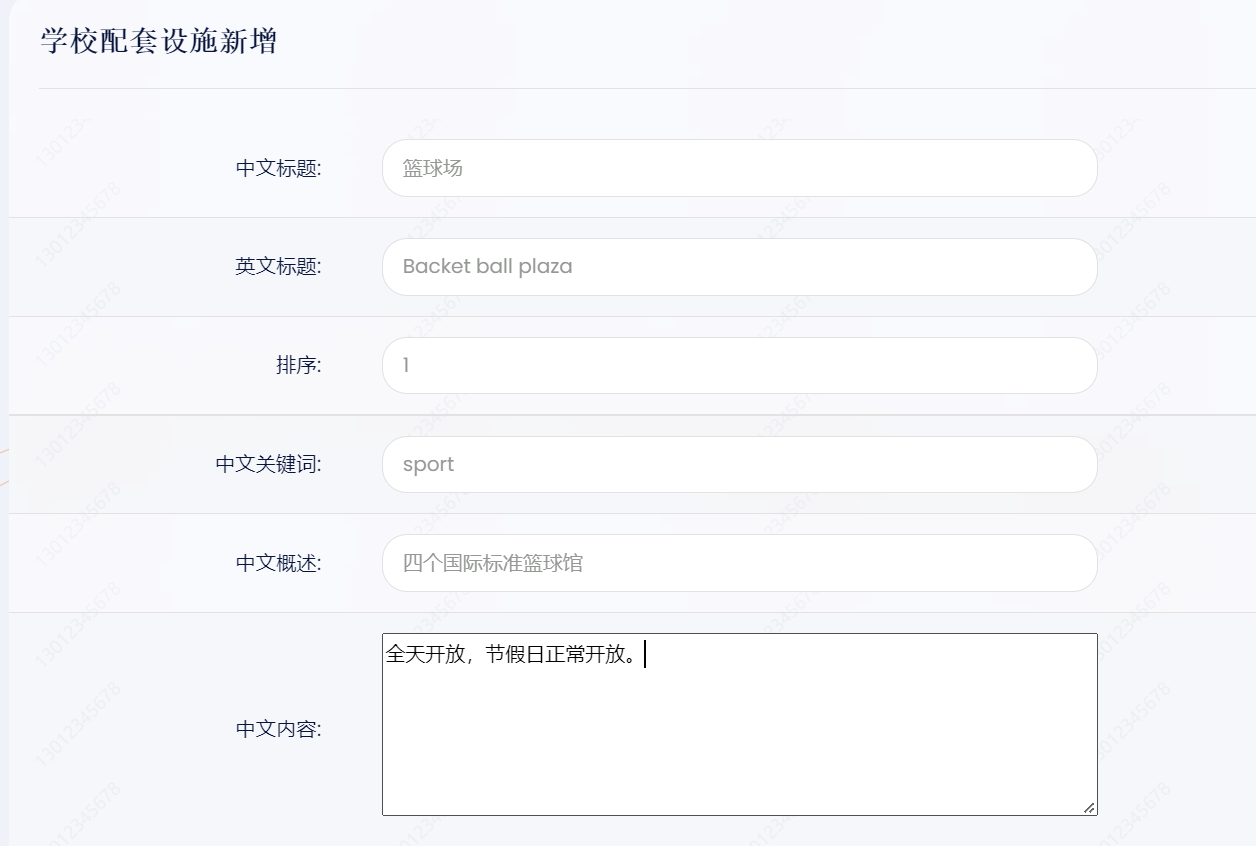 学校配套设施新增
中文标题: 篮球场
英文标题: Backet ball plaza
排序: 1
中文关键词: sport
中文概述: 四个国际标准篮球馆
中文内容: 全天开放，节假日正常开放。
13012345678